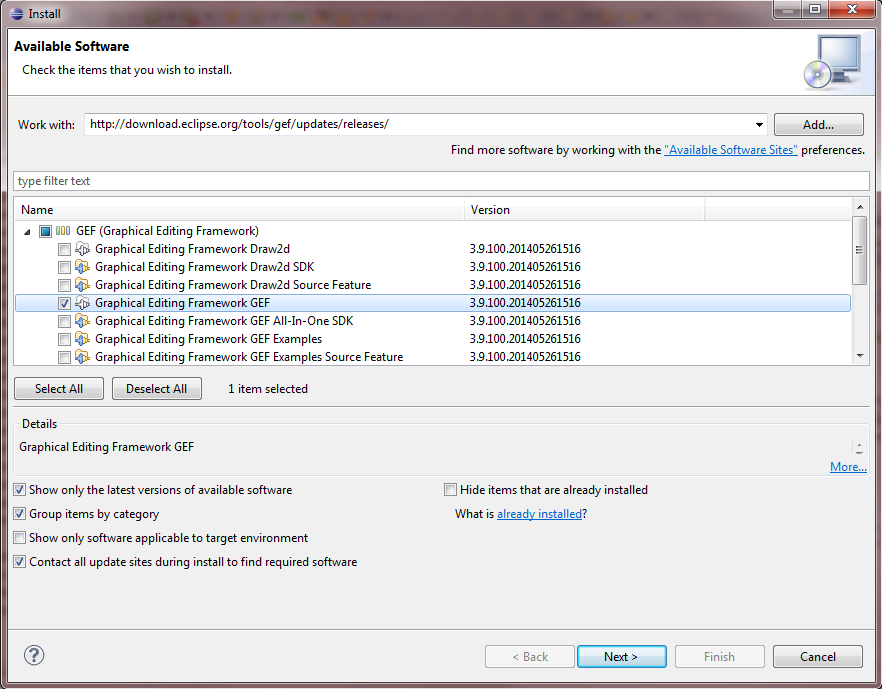 Install
Available Software
Check the items that you wish to install.
Work with: http://download.eclipse.org/tools/gef/updates/releases/ Add...
Find more software by working with the "Available Software Sites" preferences.
type filter text
Name Version
GEF (Graphical Editing Framework)
Graphical Editing Framework Draw2d 3.9.100.201405261516
Graphical Editing Framework Draw2d SDK 3.9.100.201405261516
Graphical Editing Framework Draw2d Source Feature 3.9.100.201405261516
Graphical Editing Framework GEF 3.9.100.201405261516
Graphical Editing Framework GEF All-In-One SDK 3.9.100.201405261516
Graphical Editing Framework GEF Examples 3.9.100.201405261516
Graphical Editing Framework GEF Examples Source Feature 3.9.100.201405261516
Select All Deselect All 1 item selected
Details
Graphical Editing Framework GEF
More...
Show only the latest versions of available software Hide items that are already installed
Group items by category What is already installed?
Show only software applicable to target environment
Contact all update sites during install to find required software
? < Back Next > Finish Cancel